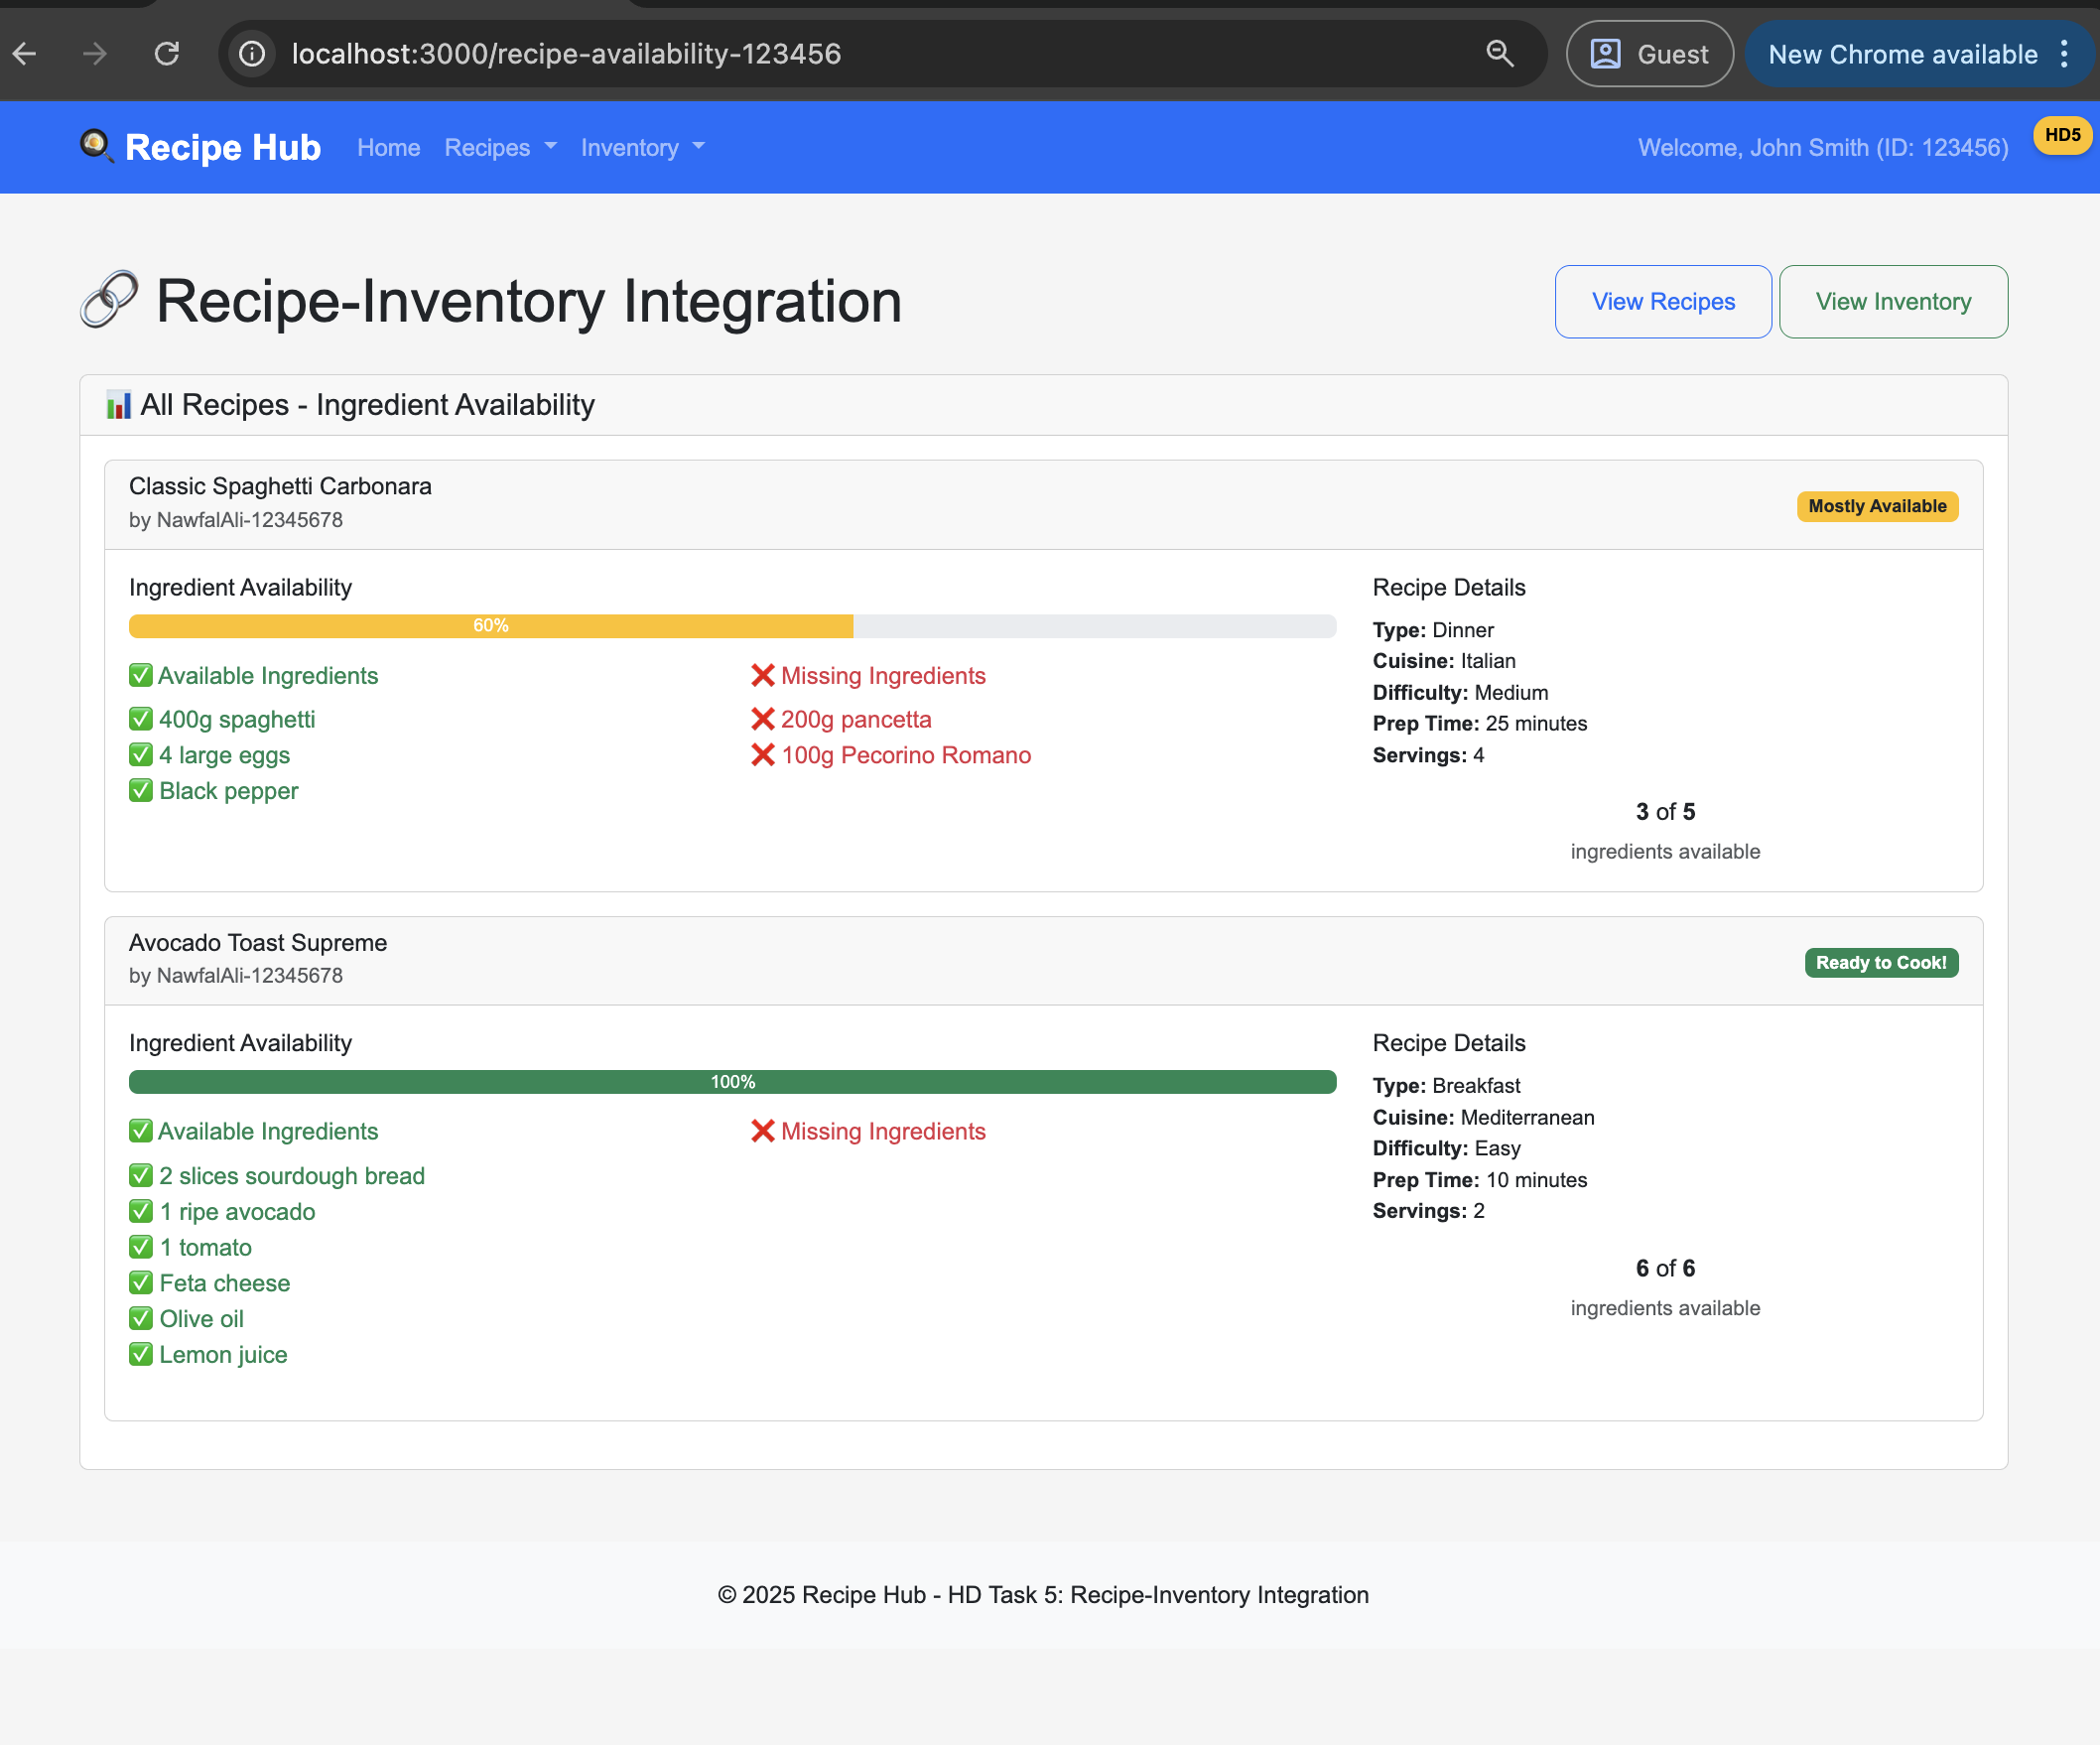 localhost:3000/recipe-availability-123456
Guest
New Chrome available
Recipe Hub
Home
Recipes
Inventory
Welcome, John Smith (ID: 123456)
HD5
Recipe-Inventory Integration
View Recipes
View Inventory
All Recipes - Ingredient Availability
Classic Spaghetti Carbonara
by NawfalAli-12345678
Mostly Available
Ingredient Availability
60%
Available Ingredients
400g spaghetti
4 large eggs
Black pepper
Missing Ingredients
200g pancetta
100g Pecorino Romano
Recipe Details
Type: Dinner
Cuisine: Italian
Difficulty: Medium
Prep Time: 25 minutes
Servings: 4
3 of 5
ingredients available
Avocado Toast Supreme
by NawfalAli-12345678
Ready to Cook!
Ingredient Availability
100%
Available Ingredients
2 slices sourdough bread
1 ripe avocado
1 tomato
Feta cheese
Olive oil
Lemon juice
Missing Ingredients
Recipe Details
Type: Breakfast
Cuisine: Mediterranean
Difficulty: Easy
Prep Time: 10 minutes
Servings: 2
6 of 6
ingredients available
© 2025 Recipe Hub - HD Task 5: Recipe-Inventory Integration